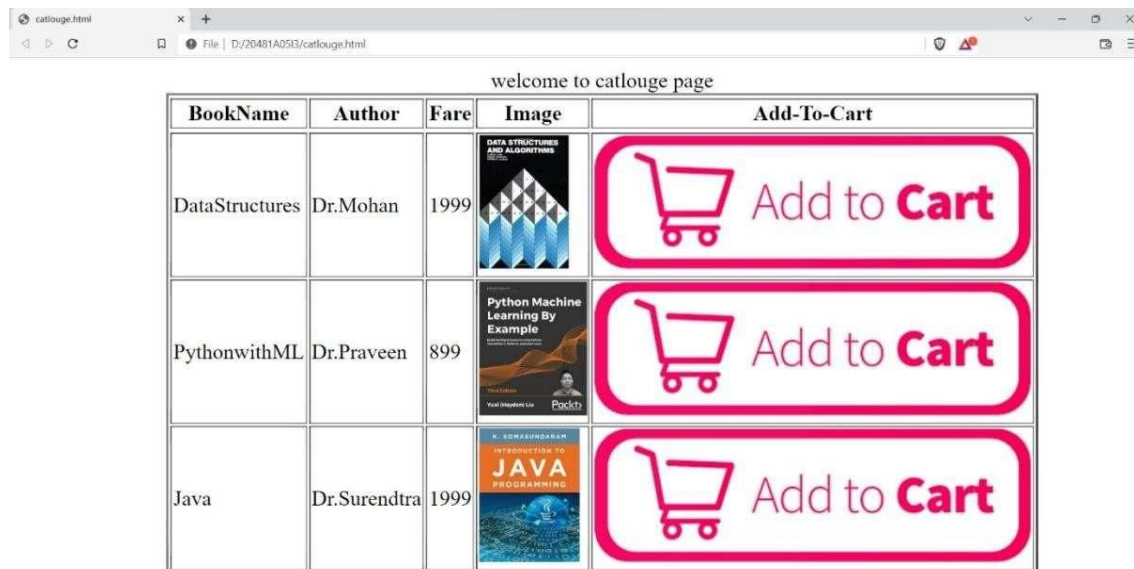 catlouge.html
File | D:/20481A05I3/catlouge.html
welcome to catlouge page
BookName Author Fare Image Add-To-Cart
DATA STRUCTURES
AND ALGORITHMS
DataStructures Dr.Mohan 1999 Add to Cart
Python Machine
Learning By
Example
PythonwithML Dr.Praveen 899 Add to Cart
Third Edition
Yuxi (Hayden) Liu Packt>
K. SOMASUNDARAM
INTRODUCTION TO
JAVA
PROGRAMMING
Java Dr.Surendtra 1999 Add to Cart